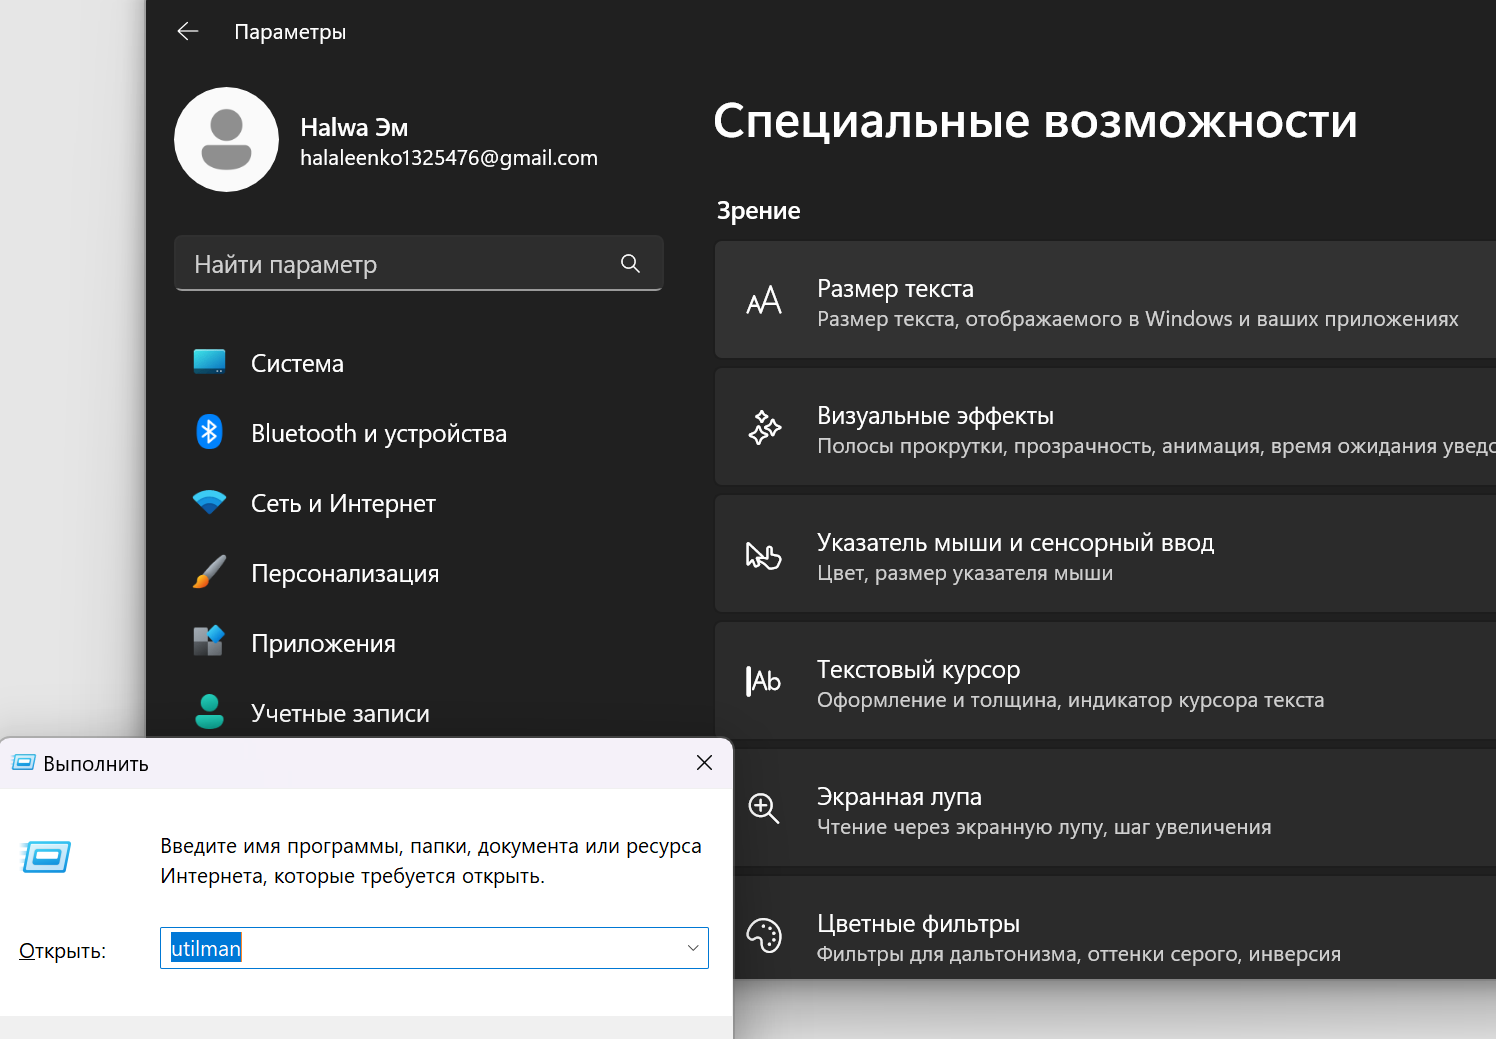 Параметры
Halwa Эм
halaleenko1325476@gmail.com
Найти параметр
Система
Bluetooth и устройства
Сеть и Интернет
Персонализация
Приложения
Учетные записи
Специальные возможности
Зрение
Размер текста
Размер текста, отображаемого в Windows и ваших приложениях
Визуальные эффекты
Полосы прокрутки, прозрачность, анимация, время ожидания уведо
Указатель мыши и сенсорный ввод
Цвет, размер указателя мыши
Текстовый курсор
Оформление и толщина, индикатор курсора текста
Экранная лупа
Чтение через экранную лупу, шаг увеличения
Цветные фильтры
Фильтры для дальтонизма, оттенки серого, инверсия
Выполнить
Введите имя программы, папки, документа или ресурса
Интернета, которые требуется открыть.
Открыть:
utilman